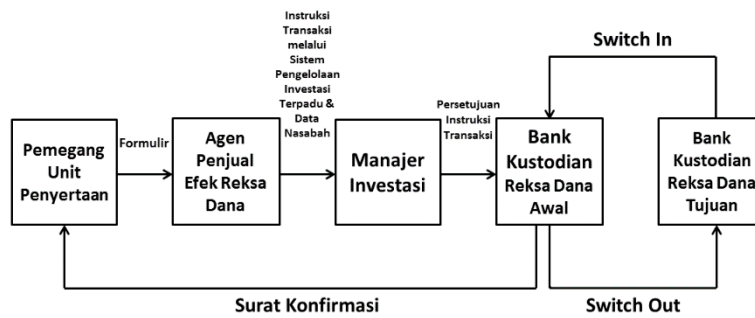 Instruksi
Transaksi
melalui
Sistem
Pengelolaan
Investasi
Terpadu &
Data
Nasabah
Switch In
Formulir
Persetujuan
Instruksi
Transaksi
Pemegang
Unit
Penyertaan
Agen
Penjual
Efek Reksa
Dana
Manajer
Investasi
Bank
Kustodian
Reksa Dana
Awal
Bank
Kustodian
Reksa Dana
Tujuan
Surat Konfirmasi
Switch Out